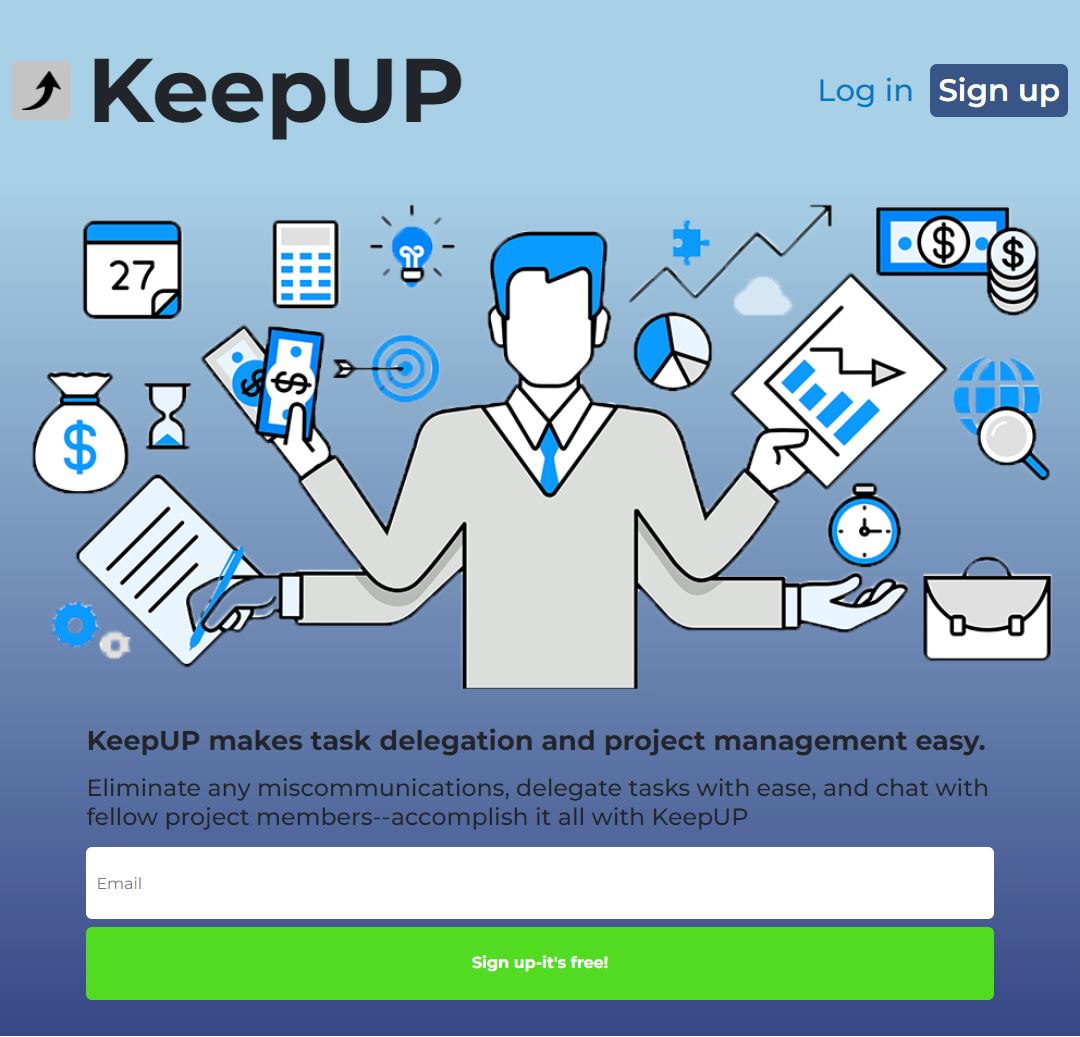 KeepUP
Log in
Sign up
27
$
$
$
$
$
KeepUP makes task delegation and project management easy.
Eliminate any miscommunications, delegate tasks with ease, and chat with
fellow project members--accomplish it all with KeepUP
Email
Sign up-it's free!